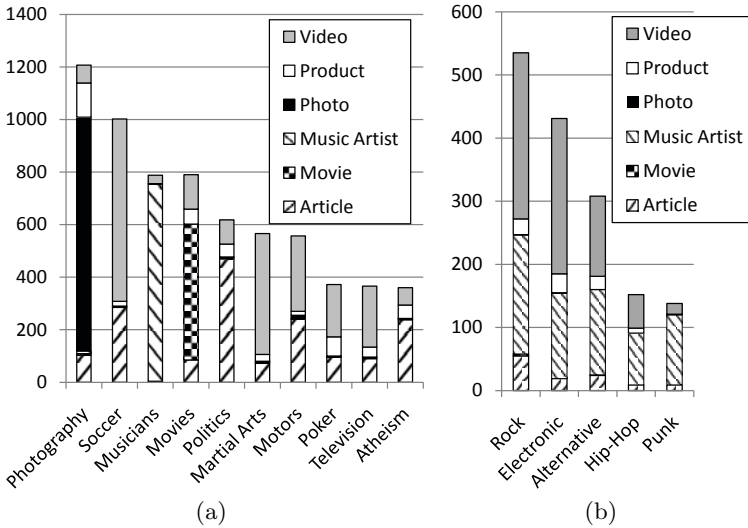 1400
1200
1000
800
600
400
200
0
Video
Product
Photo
Music Artist
Movie
Article
Photography
Soccer
Musicians
Movies
Politics
Martial Arts
Motors
Poker
Television
Atheism
(a)
600
500
400
300
200
100
0
Video
Product
Photo
Music Artist
Movie
Article
Rock
Electronic
Alternative
Hip-Hop
Punk
(b)